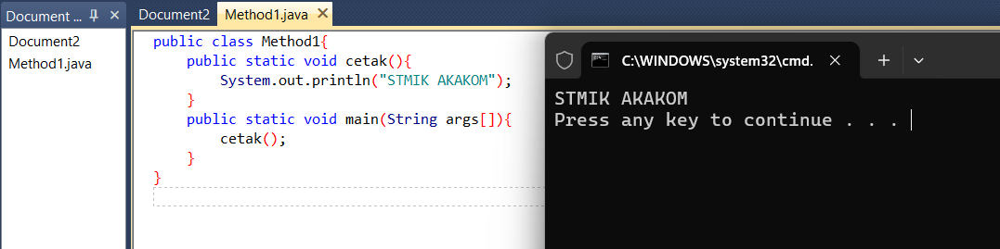 Document ...
Document2
Method1.java
Document2 Method1.java
public class Method1{
public static void cetak(){
System.out.println("STMIK AKAKOM");
}
public static void main(String args[]){
cetak();
}
}
C:\WINDOWS\system32\cmd.
STMIK AKAKOM
Press any key to continue . . .